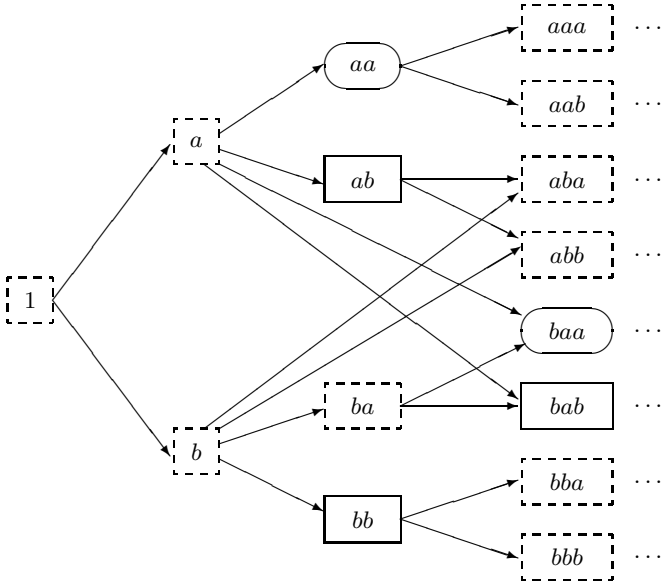 aaa ···
aa
aab ···
a
ab
aba ···
abb ···
1
baa ···
ba
bab ···
b
bba ···
bb
bbb ···